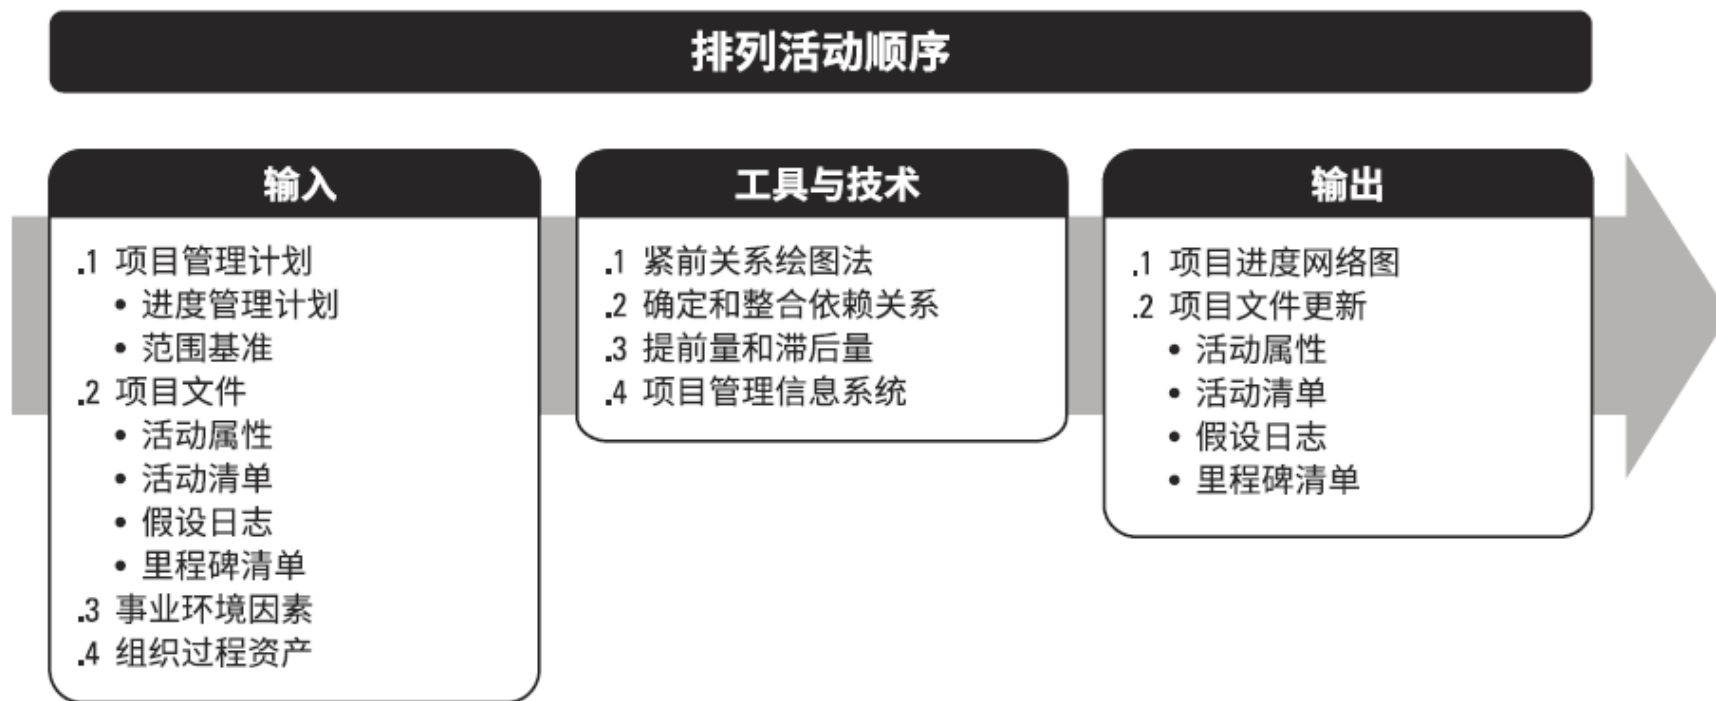 排列活动顺序
输入
.1 项目管理计划
• 进度管理计划
• 范围基准
.2 项目文件
• 活动属性
• 活动清单
• 假设日志
• 里程碑清单
.3 事业环境因素
.4 组织过程资产
工具与技术
.1 紧前关系绘图法
.2 确定和整合依赖关系
.3 提前量和滞后量
.4 项目管理信息系统
输出
.1 项目进度网络图
.2 项目文件更新
• 活动属性
• 活动清单
• 假设日志
• 里程碑清单